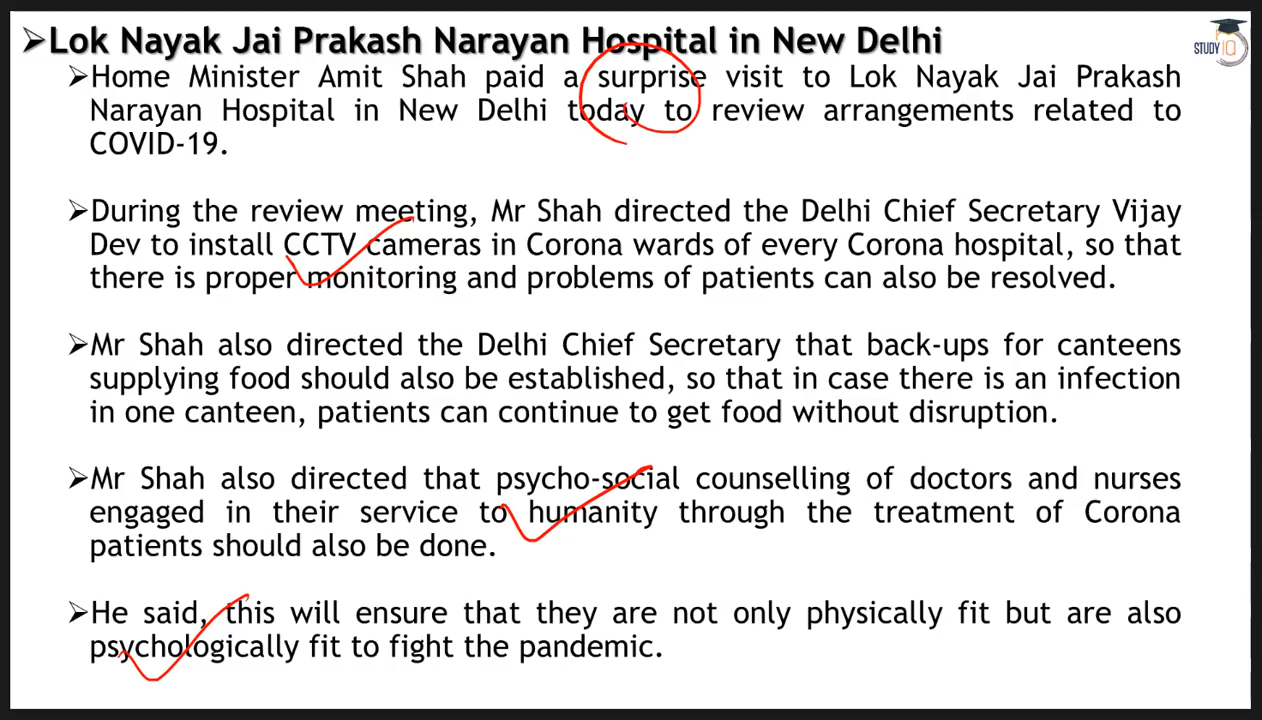 ➢Lok Nayak Jai Prakash Narayan Hospital in New Delhi
STUDY IQ
➢Home Minister Amit Shah paid a surprise visit to Lok Nayak Jai Prakash
Narayan Hospital in New Delhi today to review arrangements related to
COVID-19.
➢During the review meeting, Mr Shah directed the Delhi Chief Secretary Vijay
Dev to install CCTV cameras in Corona wards of every Corona hospital, so that
there is proper monitoring and problems of patients can also be resolved.
➢Mr Shah also directed the Delhi Chief Secretary that back-ups for canteens
supplying food should also be established, so that in case there is an infection
in one canteen, patients can continue to get food without disruption.
➢Mr Shah also directed that psycho-social counselling of doctors and nurses
engaged in their service to humanity through the treatment of Corona
patients should also be done.
➢He said, this will ensure that they are not only physically fit but are also
psychologically fit to fight the pandemic.